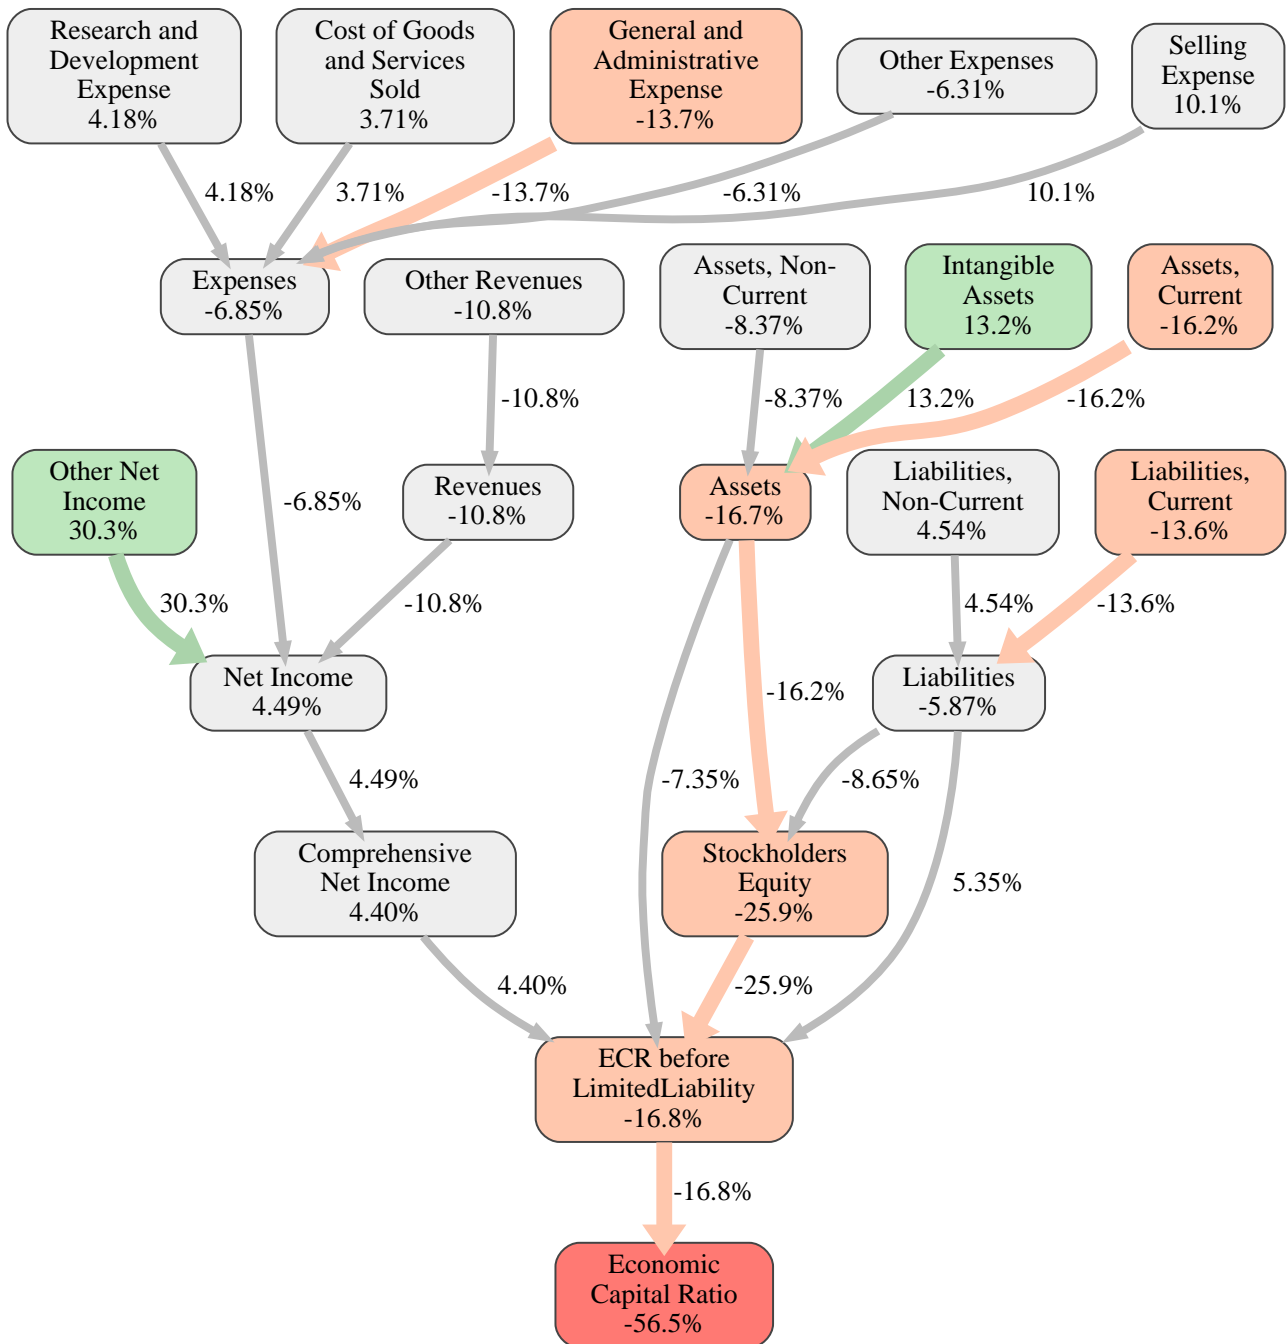 Research and
Development
Expense
4.18%
Cost of Goods
and Services
Sold
3.71%
General and
Administrative
Expense
-13.7%
Other Expenses
-6.31%
Selling
Expense
10.1%
4.18%
3.71%
-13.7%
-6.31%
10.1%
Expenses
-6.85%
Other Revenues
-10.8%
Assets, Non-
Current
-8.37%
Intangible
Assets
13.2%
Assets,
Current
-16.2%
-10.8%
-8.37%
13.2%
-16.2%
Other Net
Income
30.3%
-6.85%
Revenues
-10.8%
Assets
-16.7%
Liabilities,
Non-Current
4.54%
Liabilities,
Current
-13.6%
30.3%
-10.8%
4.54%
-13.6%
Net Income
4.49%
-16.2%
Liabilities
-5.87%
4.49%
-7.35%
-8.65%
Comprehensive
Net Income
4.40%
Stockholders
Equity
-25.9%
5.35%
4.40%
-25.9%
ECR before
LimitedLiability
-16.8%
-16.8%
Economic
Capital Ratio
-56.5%